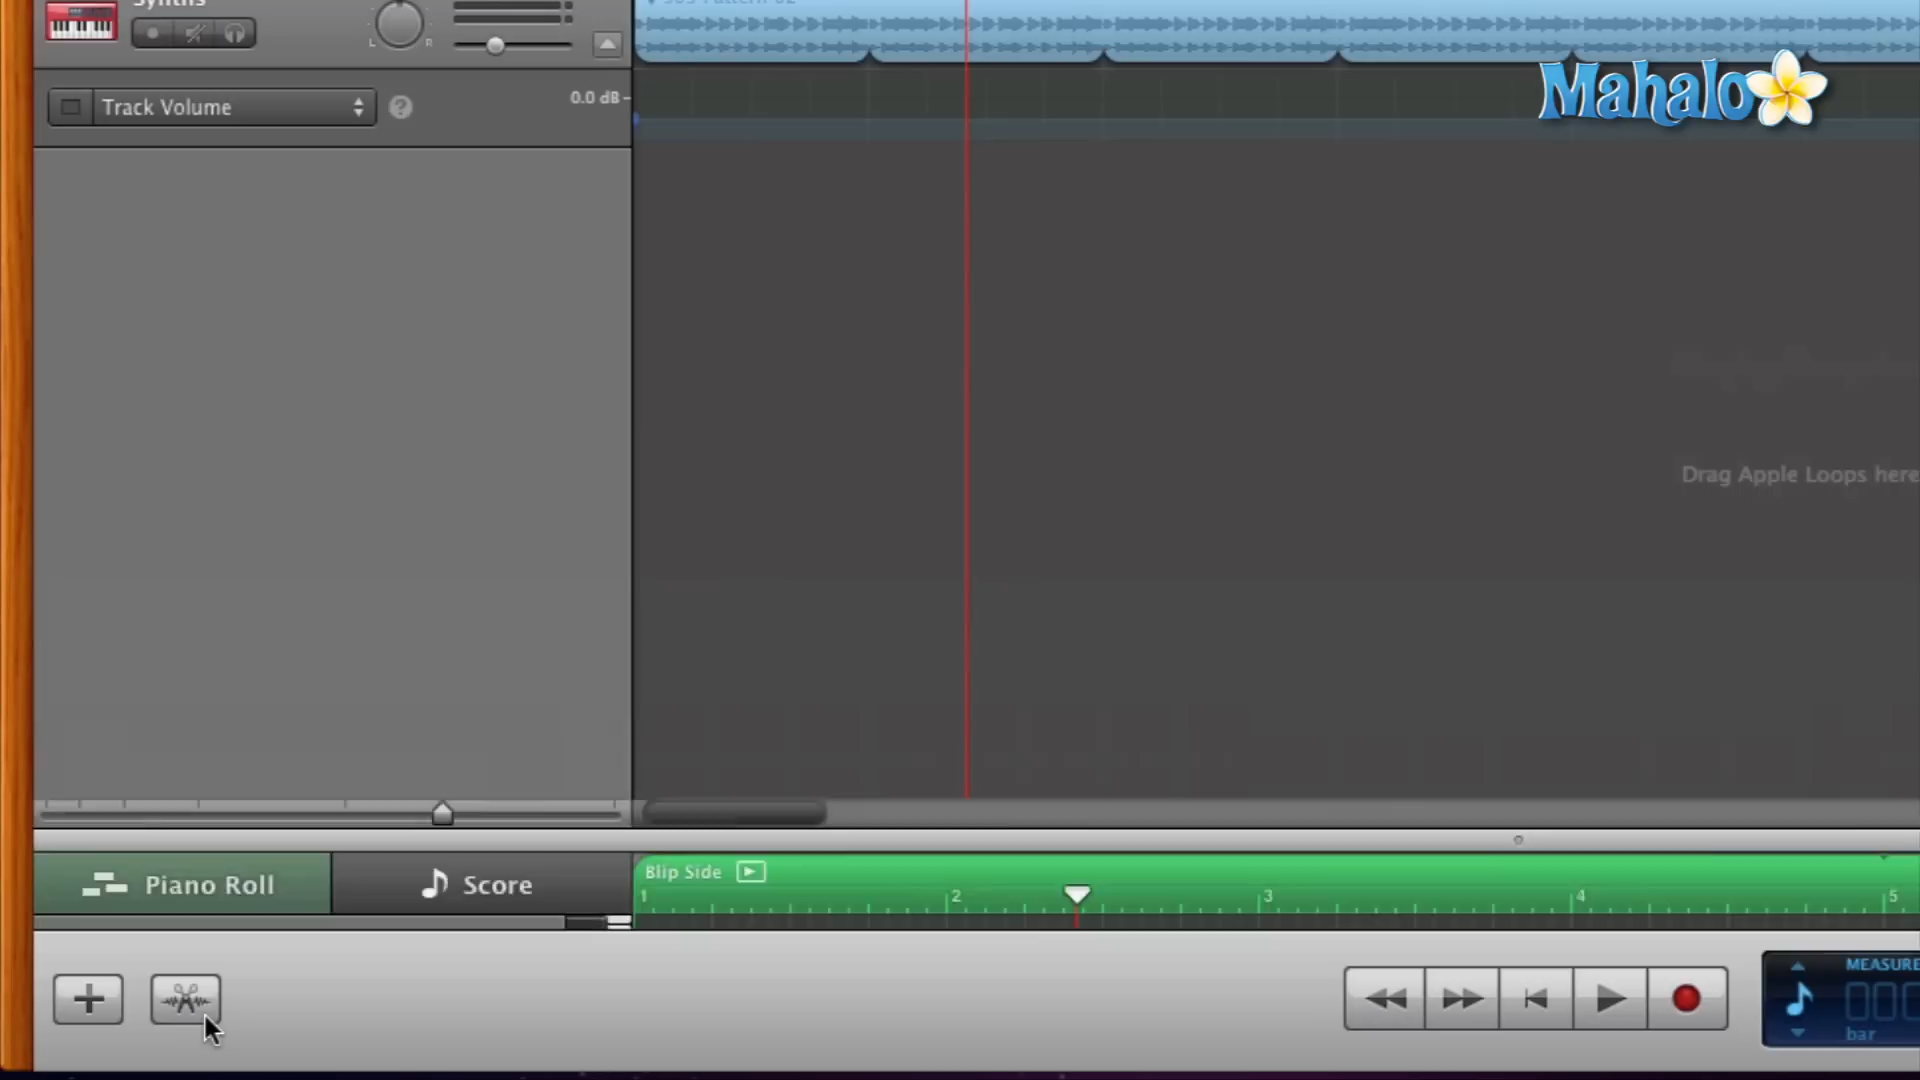 Synths
L R
Track Volume
?
0.0 dB
Mahalo
Drag Apple Loops here
Piano Roll
Score
Blip Side
1 2 3 4 5
MEASURE
bar